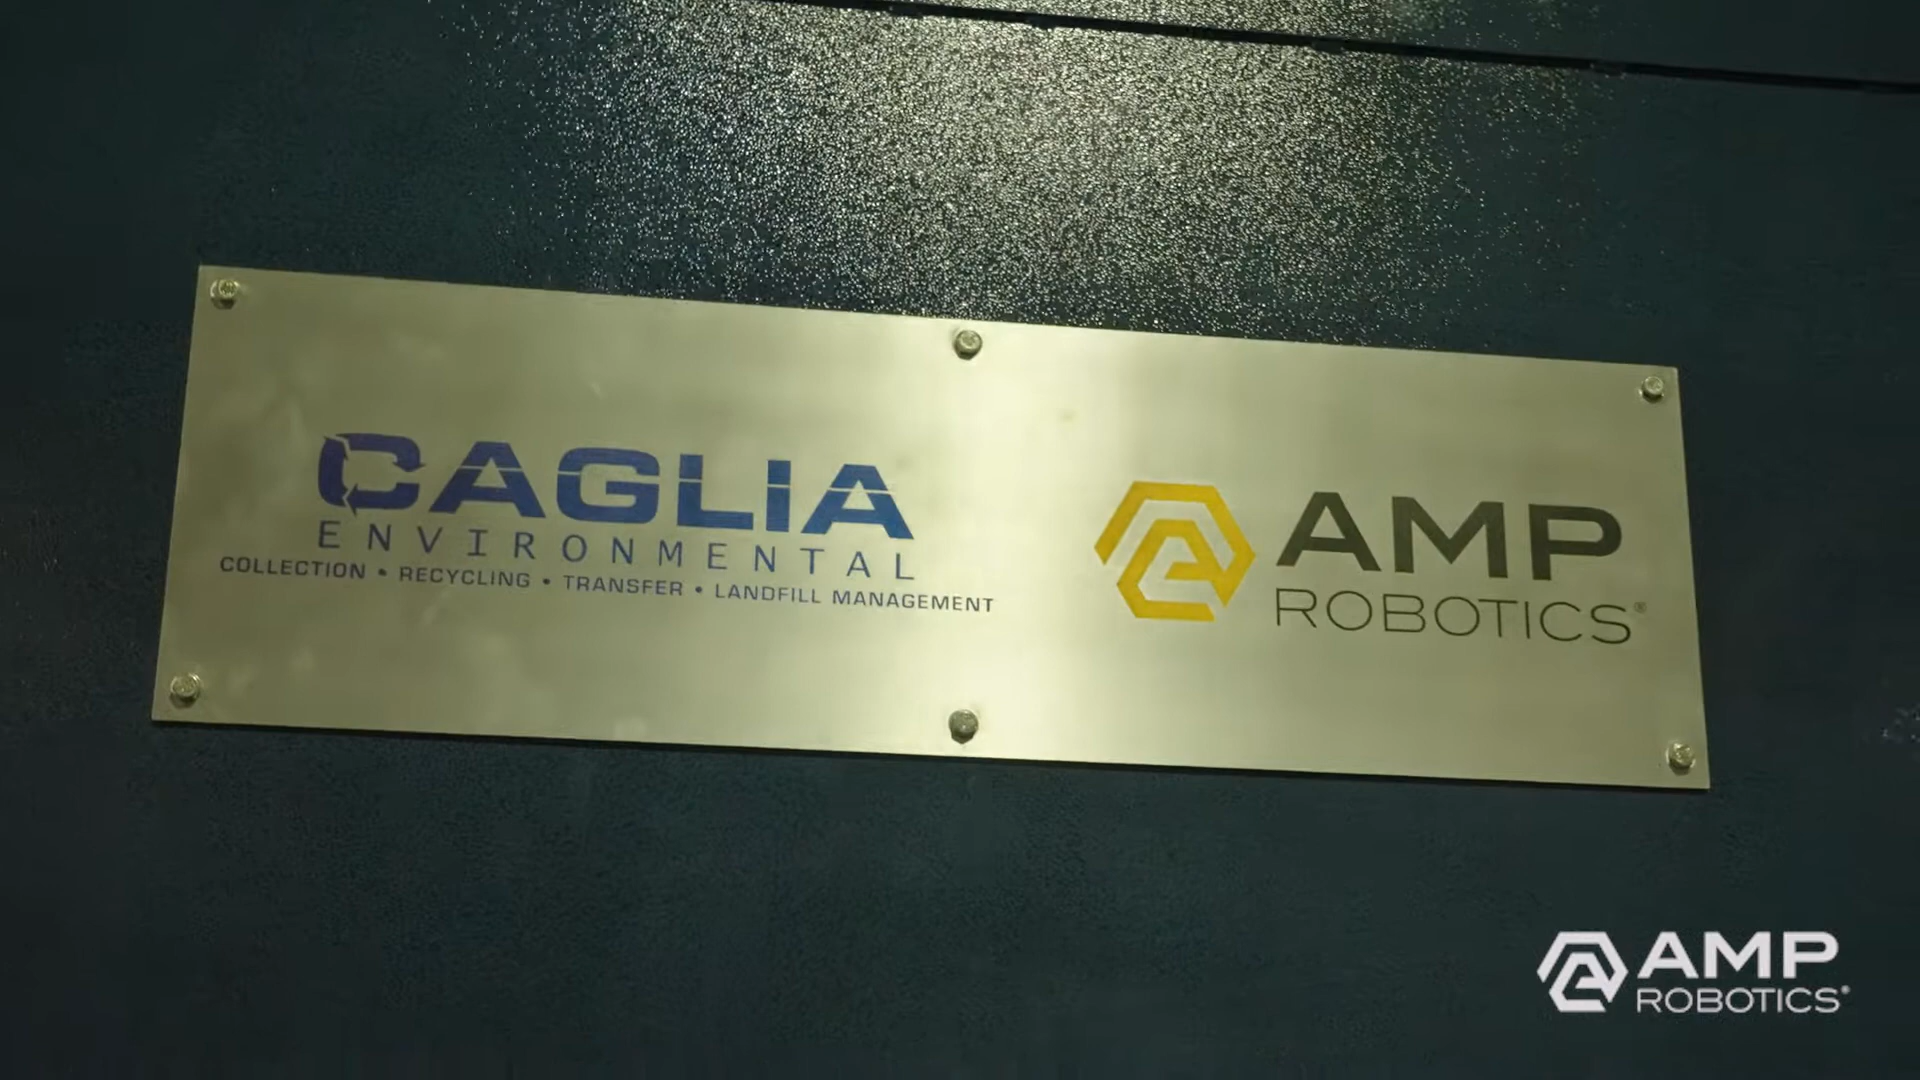 CAGLIA
ENVIRONMENTAL
COLLECTION • RECYCLING • TRANSFER • LANDFILL MANAGEMENT
AMP
ROBOTICS®
AMP
ROBOTICS®